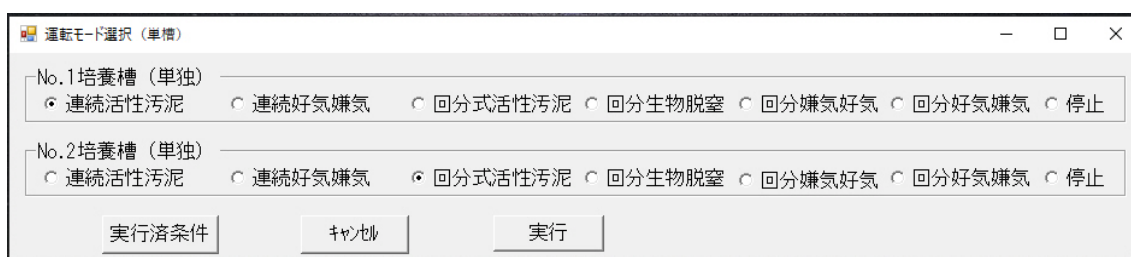 運転モード選択（単槽）
No.1培養槽（単独）
連続活性汚泥 連続好気嫌気 回分式活性汚泥 回分生物脱窒 回分嫌気好気 回分好気嫌気 停止
No.2培養槽（単独）
連続活性汚泥 連続好気嫌気 回分式活性汚泥 回分生物脱窒 回分嫌気好気 回分好気嫌気 停止
実行済条件 ｷｬﾝｾﾙ 実行